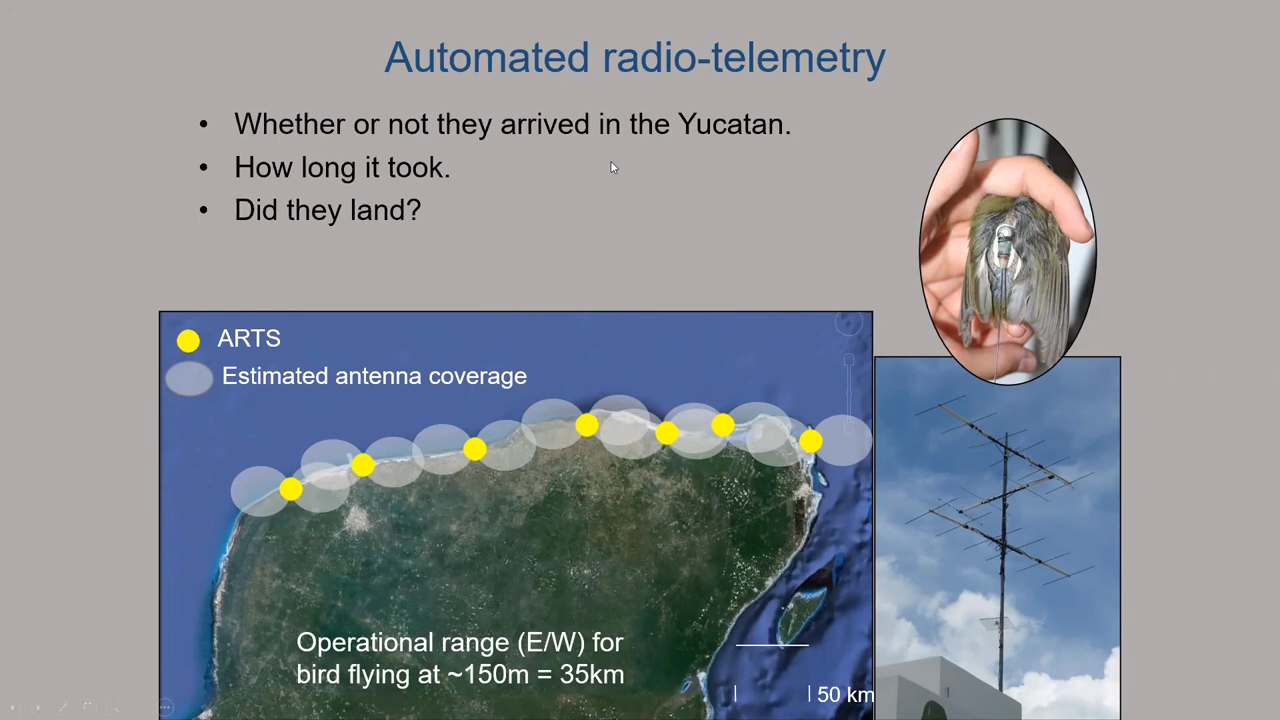 Automated radio-telemetry
• Whether or not they arrived in the Yucatan.
• How long it took.
• Did they land?
ARTS
Estimated antenna coverage
Operational range (E/W) for
bird flying at ~150m = 35km
50 km